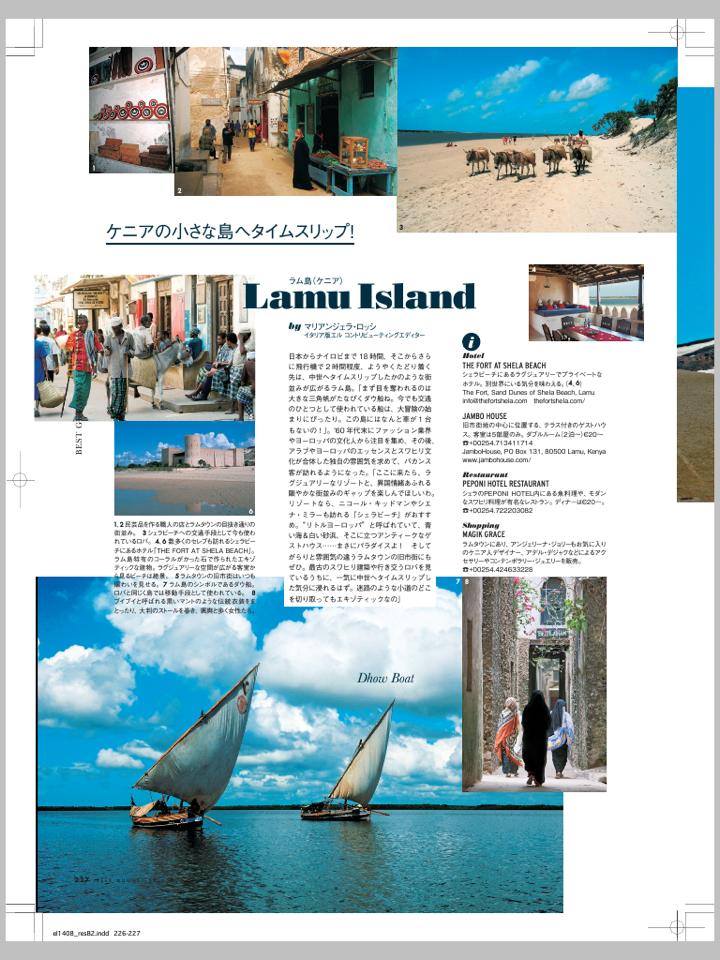 2
3
ケニアの小さな島へタイムスリップ!
ラム島(ケニア)
Lamu Island
by マリアンジェラ・ロッシ
イタリア版エル コントリビューティングエディター
日本からナイロビまで18時間、そこからさら
に飛行機で2時間程度、ようやくたどり着く
先は、中世へタイムスリップしたかのような街
並みが広がるラム島。「まず目を奪われるのは
大きな三角帆がたなびくダウ船ね。今でも交通
のひとつとして使われている船は、大冒険の始
まりにぴったり。この島にはなんと車が1台
もないの!」。'60年代末にファッション業界
やヨーロッパの文化人から注目を集め、その後、
アラブやヨーロッパのエッセンスとスワヒリ文
化が合体した独自の雰囲気を求めて、バカンス
客が訪れるようになった。「ここに来たら、ラ
グジュアリーなリゾートと、異国情緒あふれる
賑やかな街並みのギャップを楽しんでほしいわ。
リゾートなら、ニコール・キッドマンやシエ
ナ・ミラーも訪れる『シェラビーチ』がおすす
め。"リトルヨーロッパ" と呼ばれていて、青
い海&白い砂浜、そこに立つアンティークなゲ
ストハウス……まさにパラダイスよ! そして
がらりと雰囲気の違うラムタウンの旧市街にも
ぜひ。最古のスワヒリ建築や行き交うロバを見
ているうちに、一気に中世へタイムスリップし
た気分に浸れるはず。迷路のような小道のどこ
を切り取ってもエキゾティックなの」
4
i
Hotel
THE FORT AT SHELA BEACH
シェラビーチにあるラグジュアリーでプライベートな
ホテル。別世界にいる気分を味わえる。(4,6)
The Fort, Sand Dunes of Shela Beach, Lamu
info@thefortshela.com thefortshela.com/
JAMBO HOUSE
旧市街地の中心に位置する、テラス付きのゲストハウ
ス。客室は5部屋のみ。ダブルルーム(2泊〜)€20〜
☎+00254.713411714
JamboHouse, PO Box 131, 80500 Lamu, Kenya
www.jambohouse.com/
Restaurant
PEPONI HOTEL RESTAURANT
シェラのPEPONI HOTEL内にある魚料理や、モダン
なスワヒリ料理が有名なレストラン。ディナーは€20〜。
☎+00254.722203082
Shopping
MAGIK GRACE
ラムタウンにあり、アンジェリーナ・ジョリーもお気に入り
のケニア人デザイナー、アデル・デジャクなどによるアク
セサリーやコンテンポラリー・ジュエリーを販売。
☎+00254.424633228
BEST G
6
1,2 民芸品を作る職人の店とラムタウンの目抜き通りの
街並み。 3 シェラビーチへの交通手段として今も使わ
れているロバ。 4,6 数多くのセレブも訪れるシェラビー
チにあるホテル『THE FORT AT SHELA BEACH』。
ラム島特有のコーラルがかった石で作られたエキゾ
ティックな建物。ラグジュアリーな空間が広がる客室か
ら見るビーチは絶景。 5 ラムタウンの旧市街はいつも
賑わいを見せる。 7 ラム島のシンボルであるダウ船。
ロバと同じく島では移動手段として使われている。 8
ブイブイと呼ばれる黒いマントのような伝統衣装をま
とったり、大判のストールを巻き、優雅に歩く女性たち。
7
8
Dhow Boat
227
el1408_resB2.indd 226-227